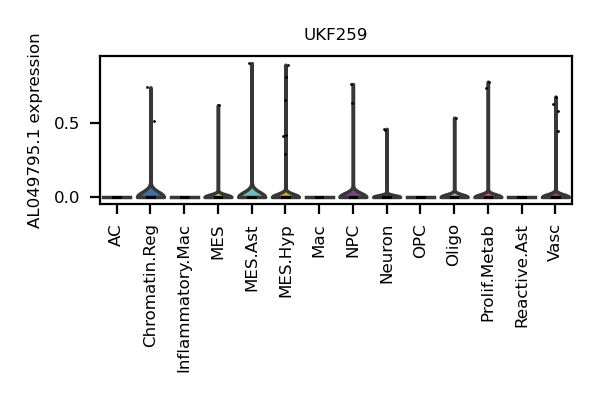 UKF259
AL049795.1 expression
0.5
0.0
AC
Chromatin.Reg
Inflammatory.Mac
MES
MES.Ast
MES.Hyp
Mac
NPC
Neuron
OPC
Oligo
Prolif.Metab
Reactive.Ast
Vasc